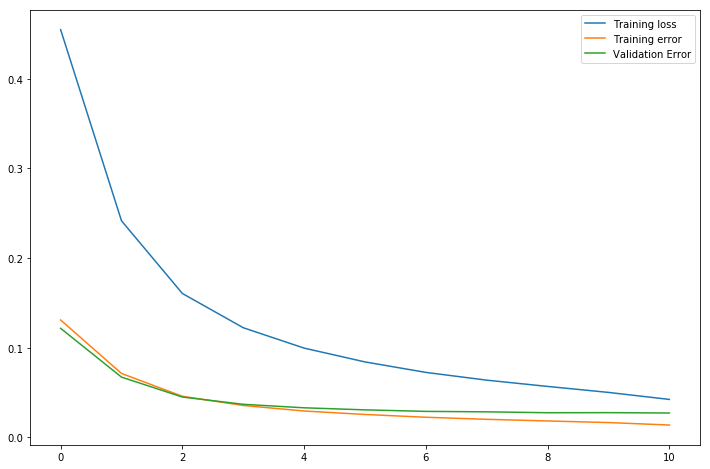 Training loss
Training error
Validation Error
0.4
0.3
0.2
0.1
0.0
0 2 4 6 8 10